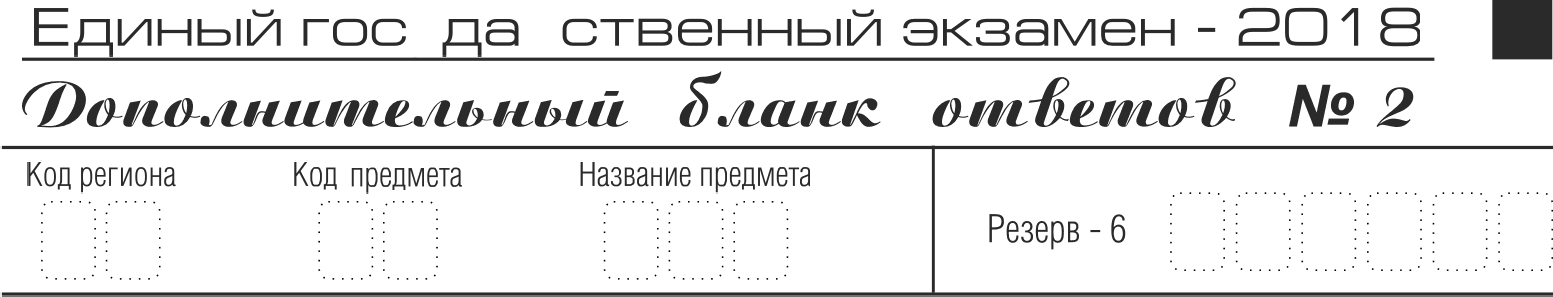 Единый гос да ственный экзамен - 2018
Дополнительный бланк ответов № 2
Код региона Код предмета Название предмета
Резерв - 6